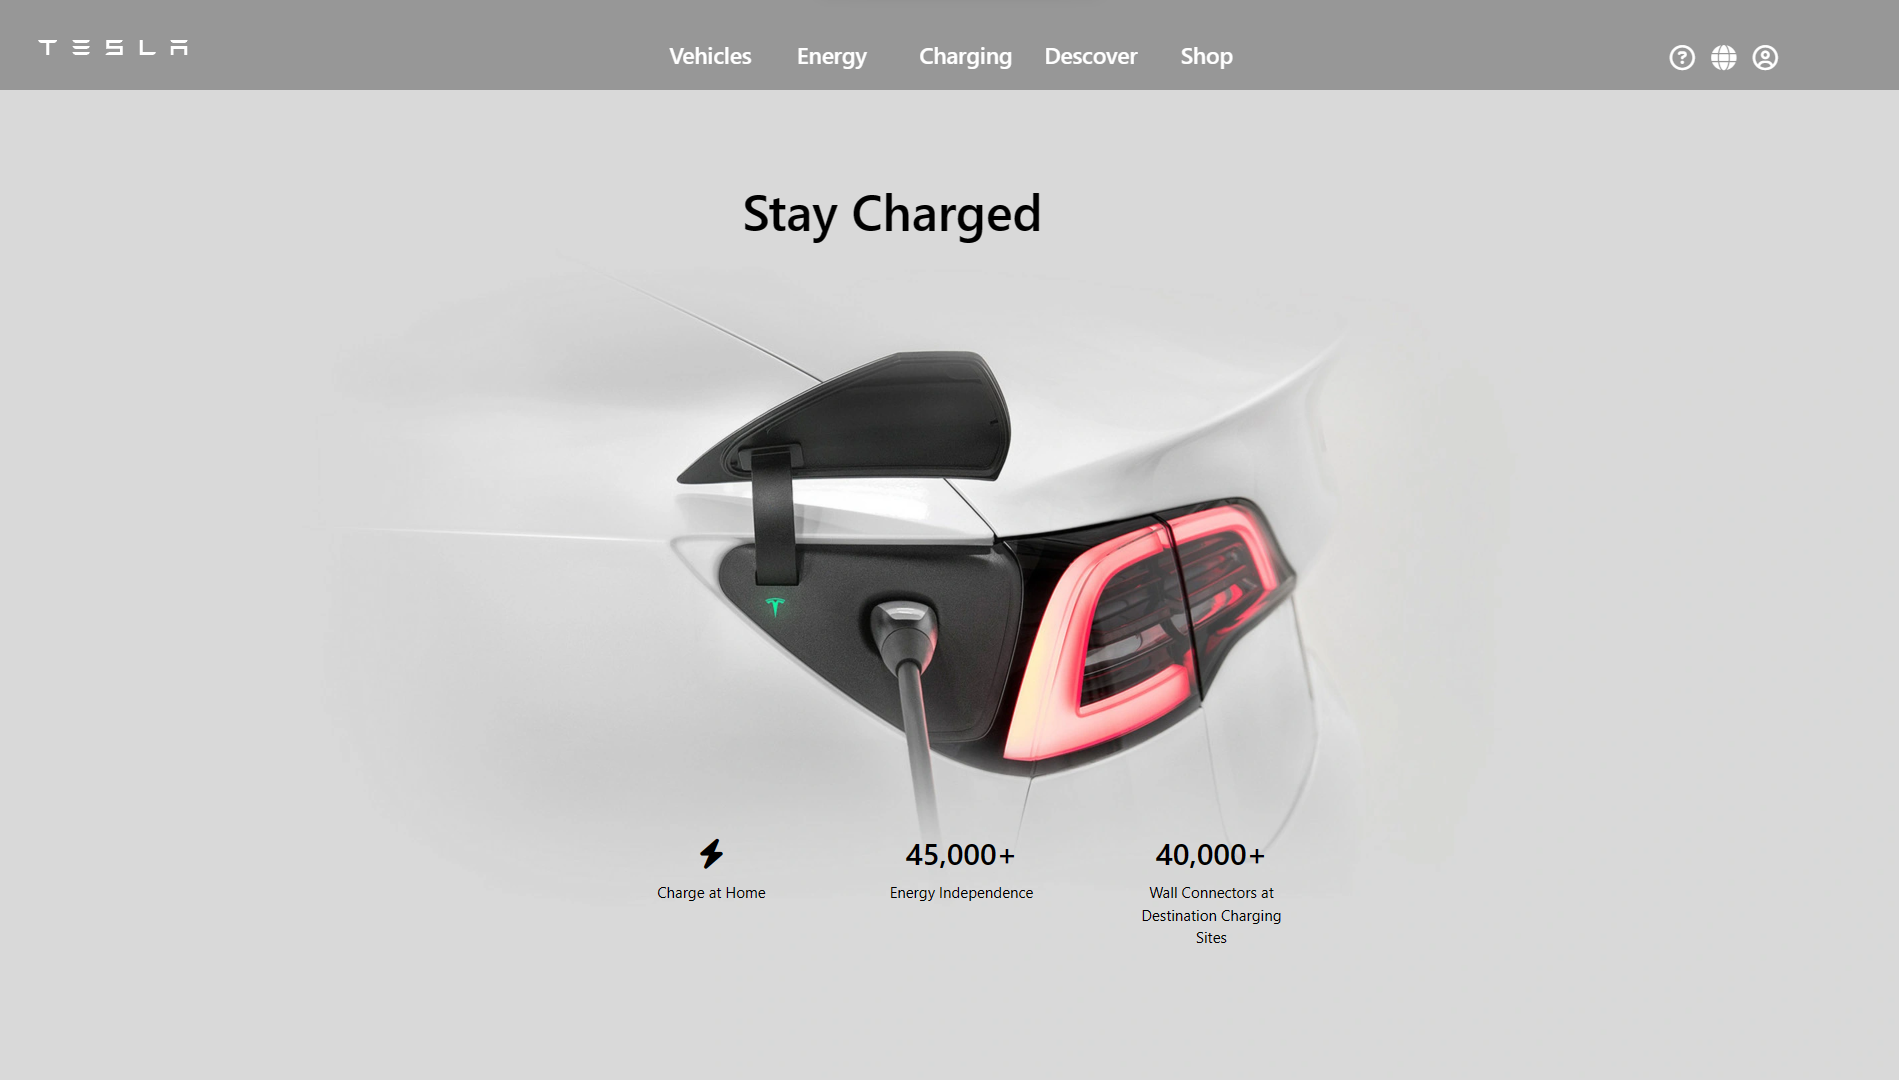 TESLA
Vehicles Energy Charging Descover Shop
Stay Charged
45,000+ 40,000+
Charge at Home Energy Independence Wall Connectors at
Destination Charging
Sites